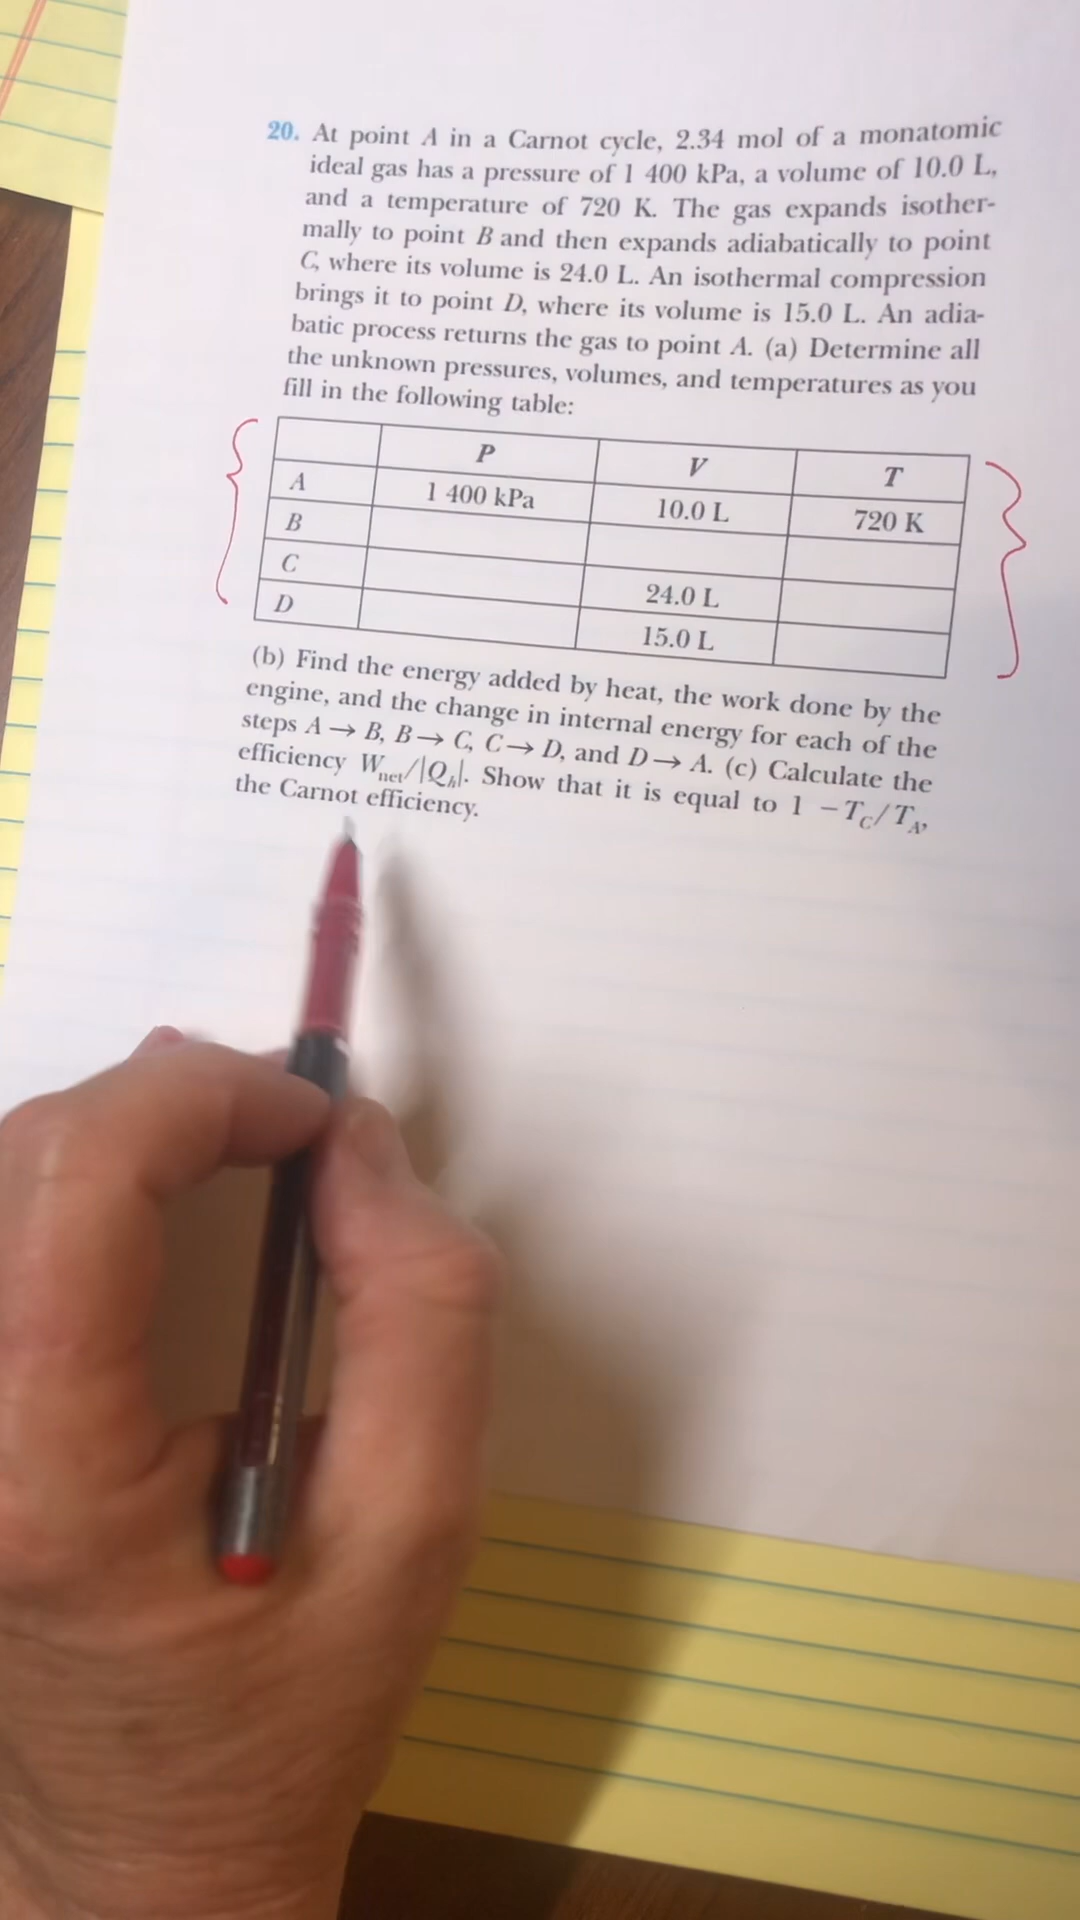 20. At point A in a Carnot cycle, 2.34 mol of a monatomic
ideal gas has a pressure of 1 400 kPa, a volume of 10.0 L,
and a temperature of 720 K. The gas expands isother-
mally to point B and then expands adiabatically to point
C, where its volume is 24.0 L. An isothermal compression
brings it to point D, where its volume is 15.0 L. An adia-
batic process returns the gas to point A. (a) Determine all
the unknown pressures, volumes, and temperatures as you
fill in the following table:
P V T
A 1 400 kPa 10.0 L 720 K
B
C 24.0 L
D 15.0 L
(b) Find the energy added by heat, the work done by the
engine, and the change in internal energy for each of the
steps A → B, B → C, C → D, and D → A. (c) Calculate the
efficiency Wnet/|Qh|. Show that it is equal to 1 − TC/TA,
the Carnot efficiency.